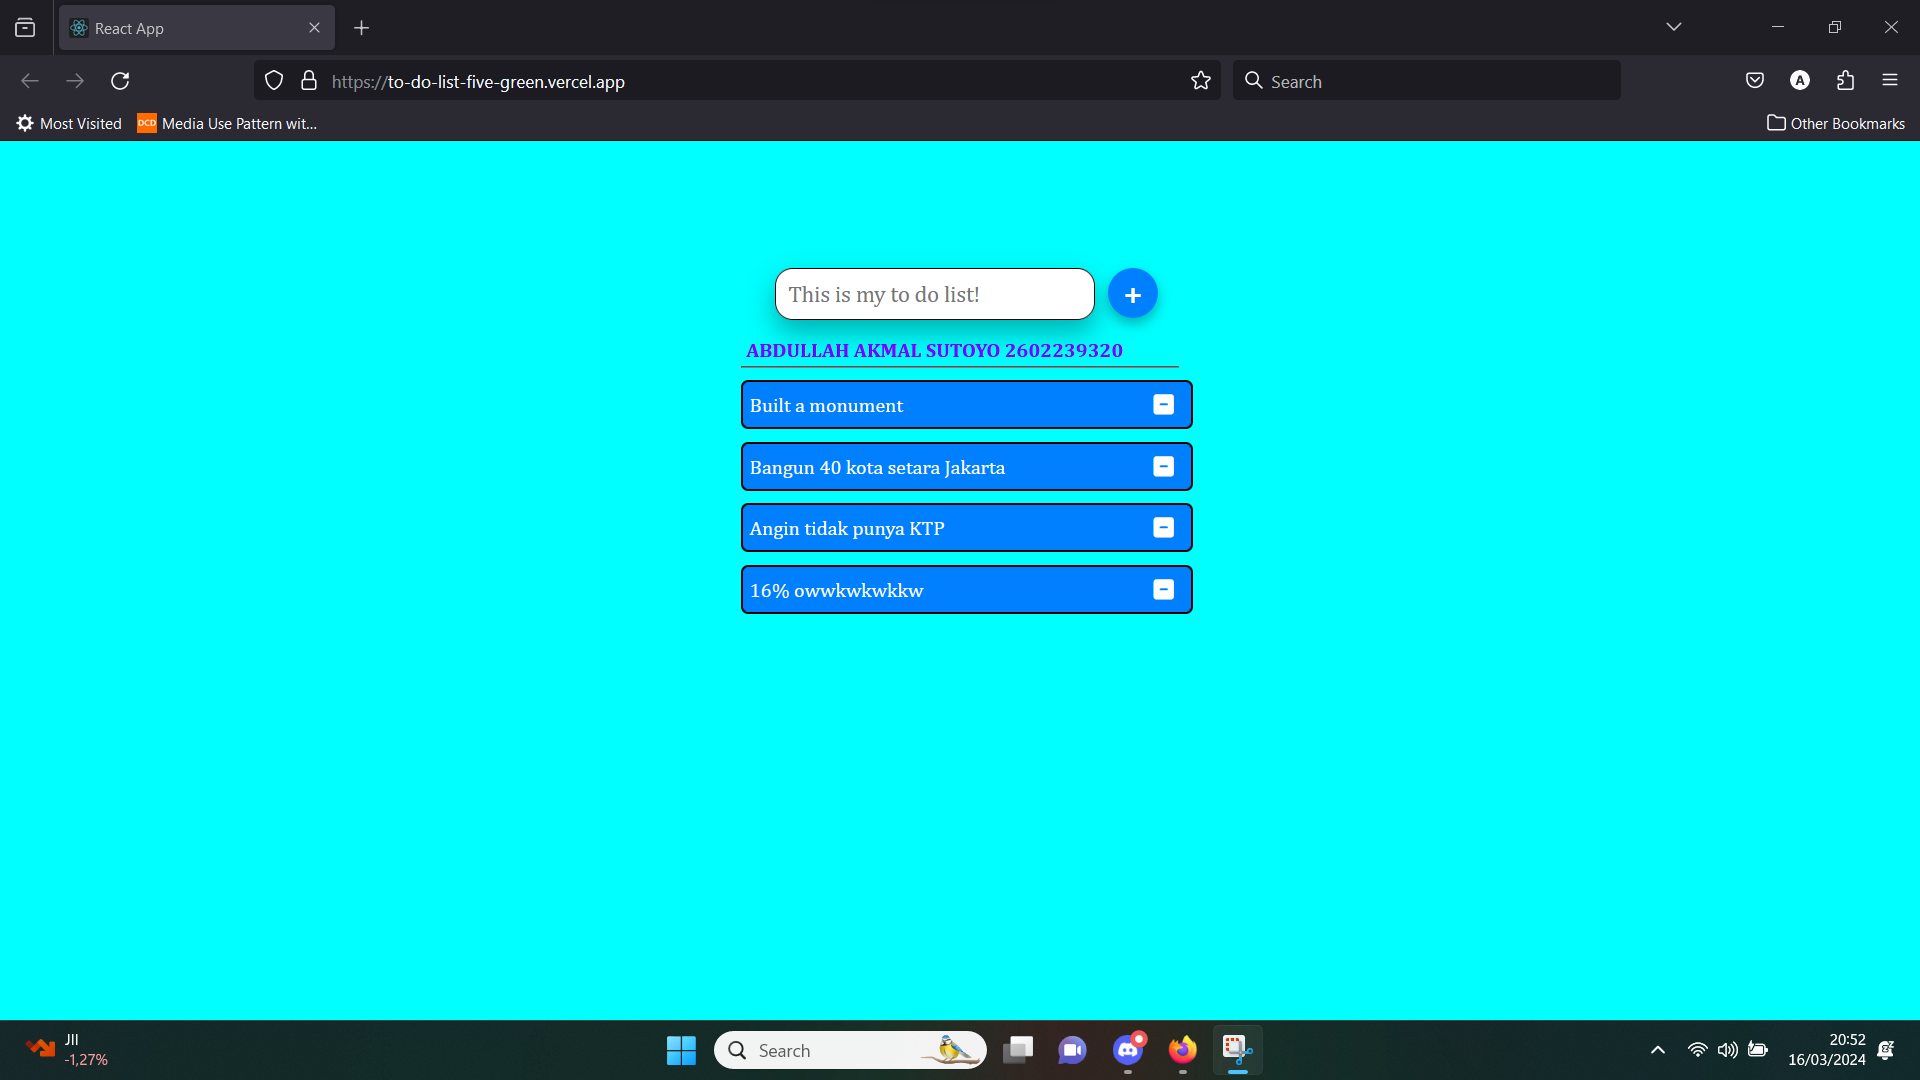 React App
https://to-do-list-five-green.vercel.app
Search
A
Most Visited
DCD
Media Use Pattern wit...
Other Bookmarks
This is my to do list!
+
ABDULLAH AKMAL SUTOYO 2602239320
Built a monument
Bangun 40 kota setara Jakarta
Angin tidak punya KTP
16% owwkwkwkkw
JII
-1,27%
Search
20:52
16/03/2024